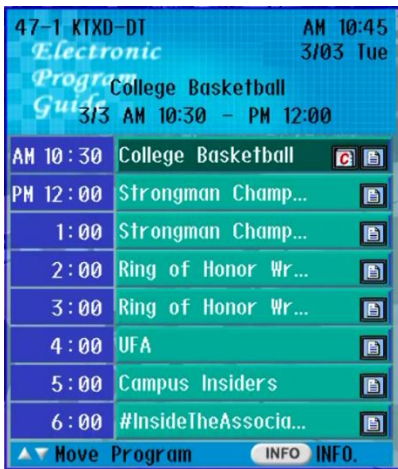 47-1 KTXD-DT AM 10:45
Electronic 3/03 Tue
Program
College Basketball
Guide
3/3 AM 10:30 - PM 12:00
AM 10:30 College Basketball C
PM 12:00 Strongman Champ...
1:00 Strongman Champ...
2:00 Ring of Honor Wr...
3:00 Ring of Honor Wr...
4:00 UFA
5:00 Campus Insiders
6:00 #InsideTheAssocia...
▲▼ Move Program INFO INFO.